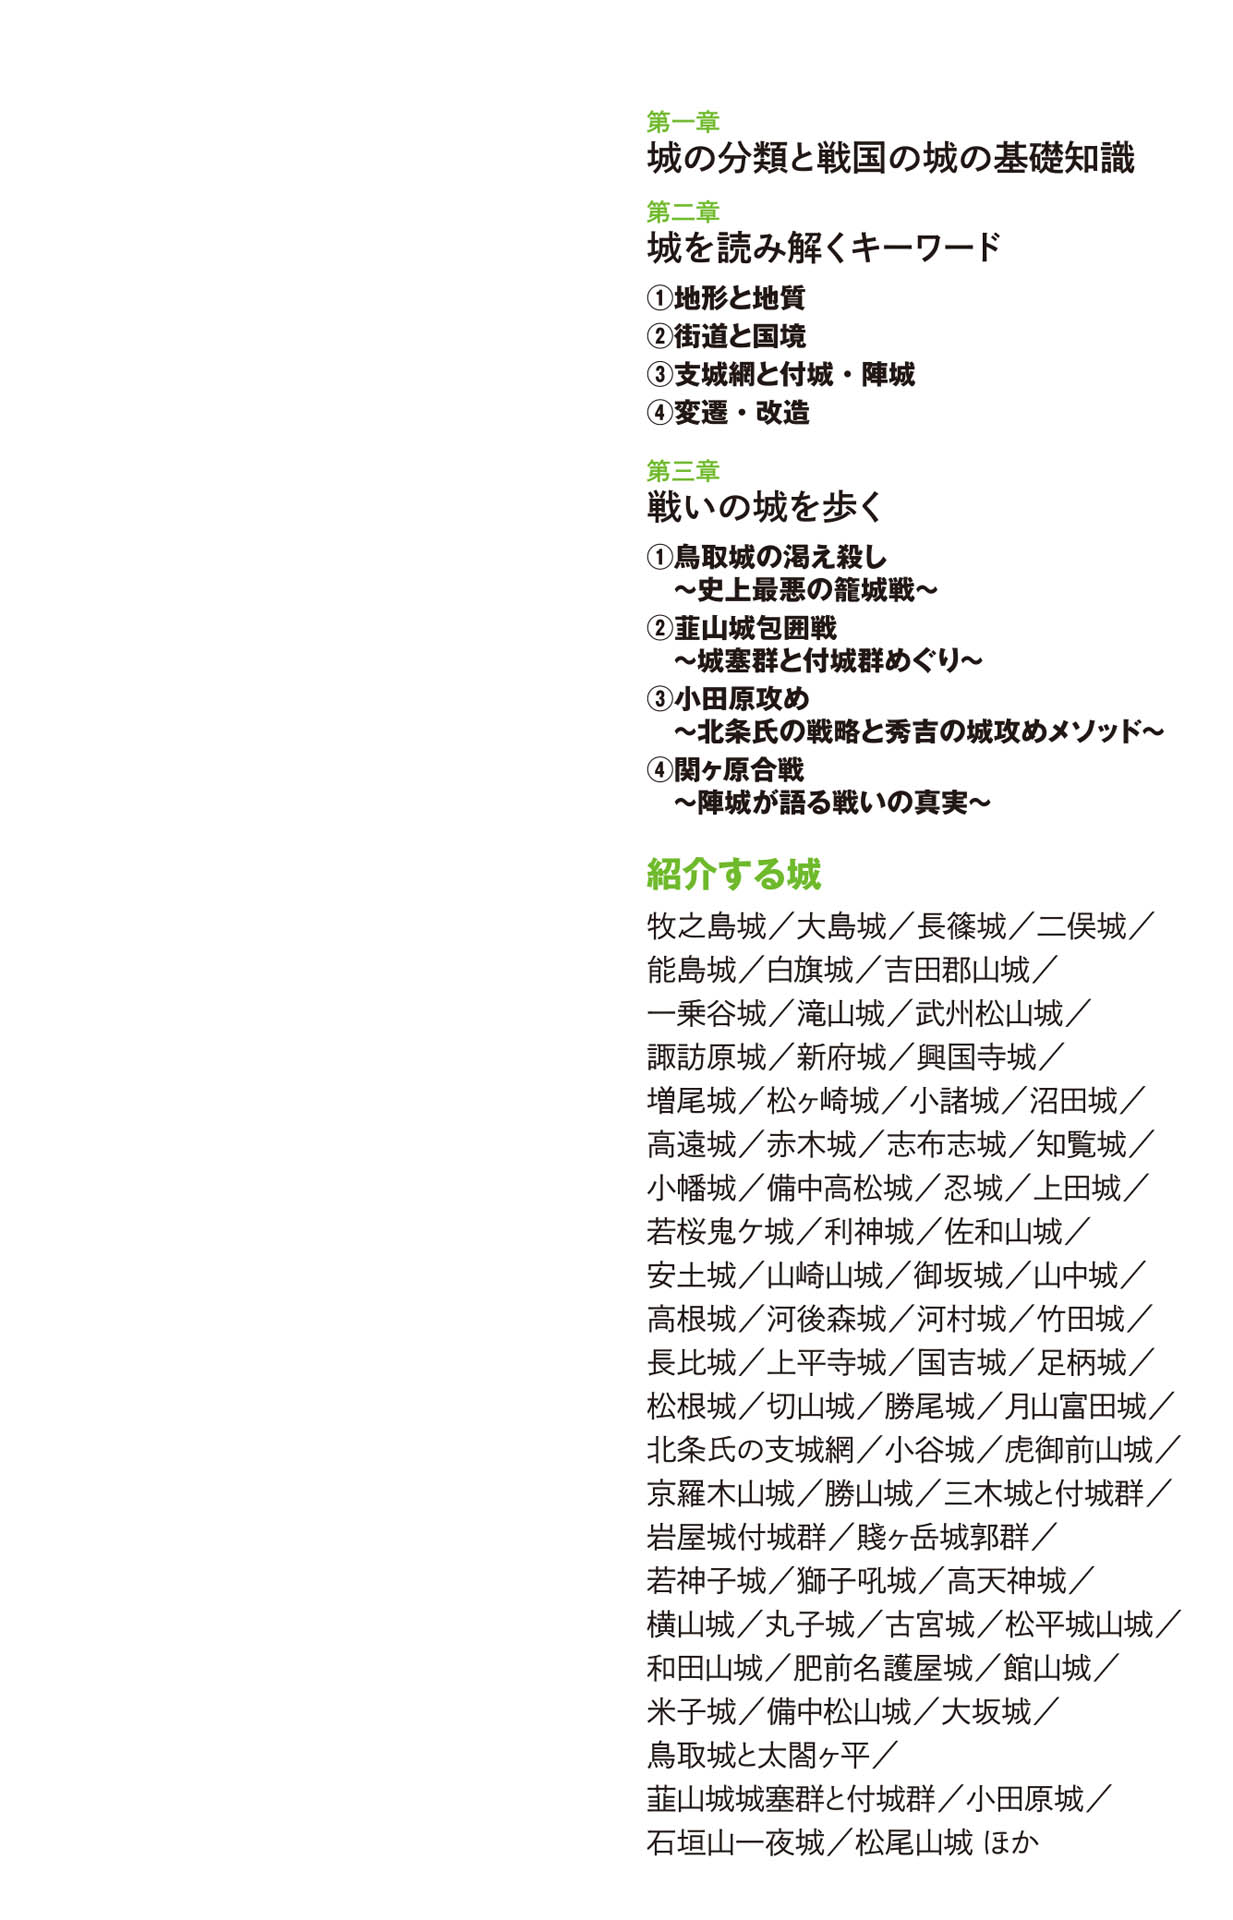 第一章
城の分類と戦国の城の基礎知識
第二章
城を読み解くキーワード
①地形と地質
②街道と国境
③支城網と付城・陣城
④変遷・改造
第三章
戦いの城を歩く
①鳥取城の渇え殺し
～史上最悪の籠城戦～
②韮山城包囲戦
～城塞群と付城群めぐり～
③小田原攻め
～北条氏の戦略と秀吉の城攻めメソッド～
④関ヶ原合戦
～陣城が語る戦いの真実～
紹介する城
牧之島城／大島城／長篠城／二俣城／
能島城／白旗城／吉田郡山城／
一乗谷城／滝山城／武州松山城／
諏訪原城／新府城／興国寺城／
増尾城／松ヶ崎城／小諸城／沼田城／
高遠城／赤木城／志布志城／知覧城／
小幡城／備中高松城／忍城／上田城／
若桜鬼ケ城／利神城／佐和山城／
安土城／山崎山城／御坂城／山中城／
高根城／河後森城／河村城／竹田城／
長比城／上平寺城／国吉城／足柄城／
松根城／切山城／勝尾城／月山富田城／
北条氏の支城網／小谷城／虎御前山城／
京羅木山城／勝山城／三木城と付城群／
岩屋城付城群／賤ヶ岳城郭群／
若神子城／獅子吼城／高天神城／
横山城／丸子城／古宮城／松平城山城／
和田山城／肥前名護屋城／館山城／
米子城／備中松山城／大坂城／
鳥取城と太閤ヶ平／
韮山城城塞群と付城群／小田原城／
石垣山一夜城／松尾山城 ほか